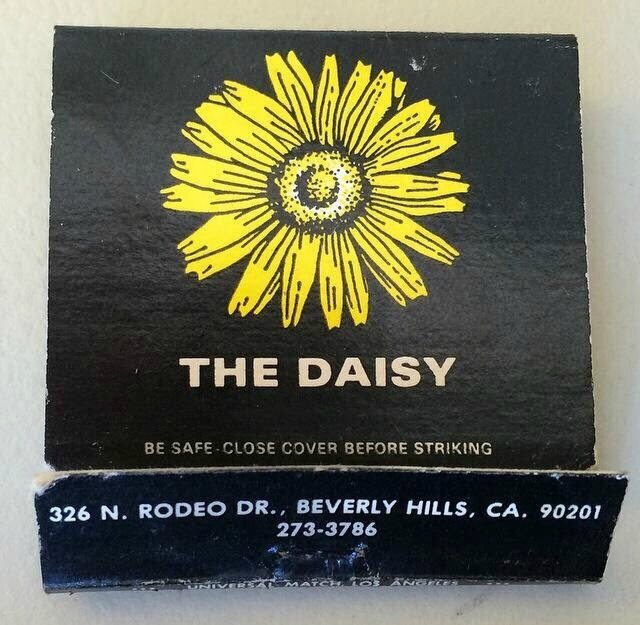 THE DAISY
BE SAFE-CLOSE COVER BEFORE STRIKING
326 N. RODEO DR., BEVERLY HILLS, CA. 90201
273-3786
UNIVERSAL MATCH LOS ANGELES